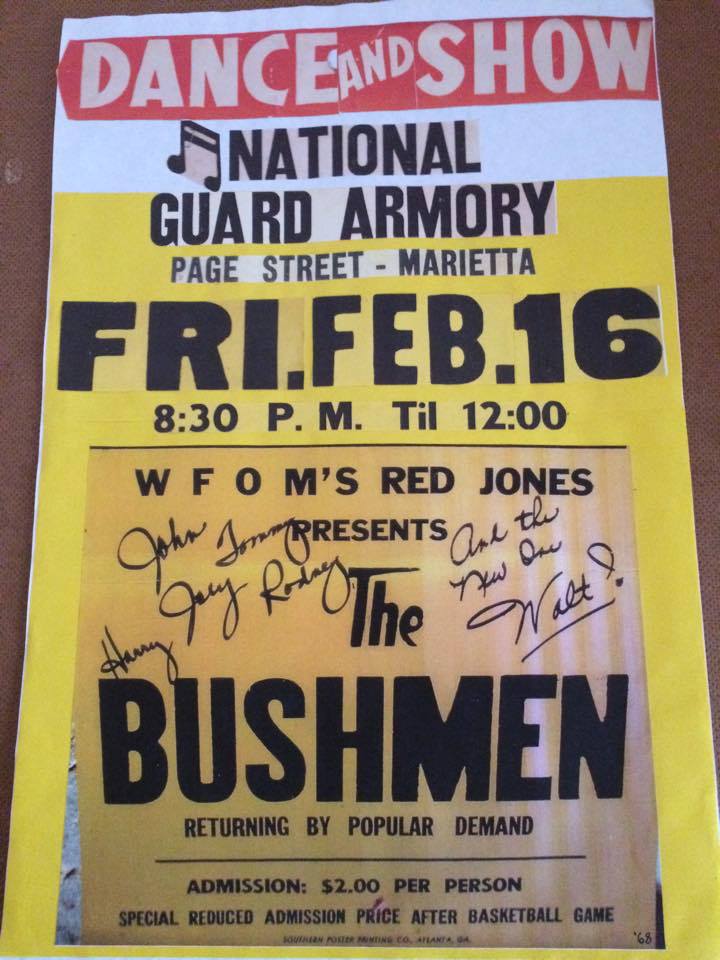 DANCE AND SHOW
NATIONAL
GUARD ARMORY
PAGE STREET - MARIETTA
FRI. FEB. 16
8:30 P. M. Til 12:00
W F O M'S RED JONES
PRESENTS
John Tommy
Joey Rodney
Harry
And the
New One
Walt!
"The
BUSHMEN
RETURNING BY POPULAR DEMAND
ADMISSION: $2.00 PER PERSON
SPECIAL REDUCED ADMISSION PRICE AFTER BASKETBALL GAME
SOUTHERN POSTER PRINTING CO., ATLANTA, GA.
'68